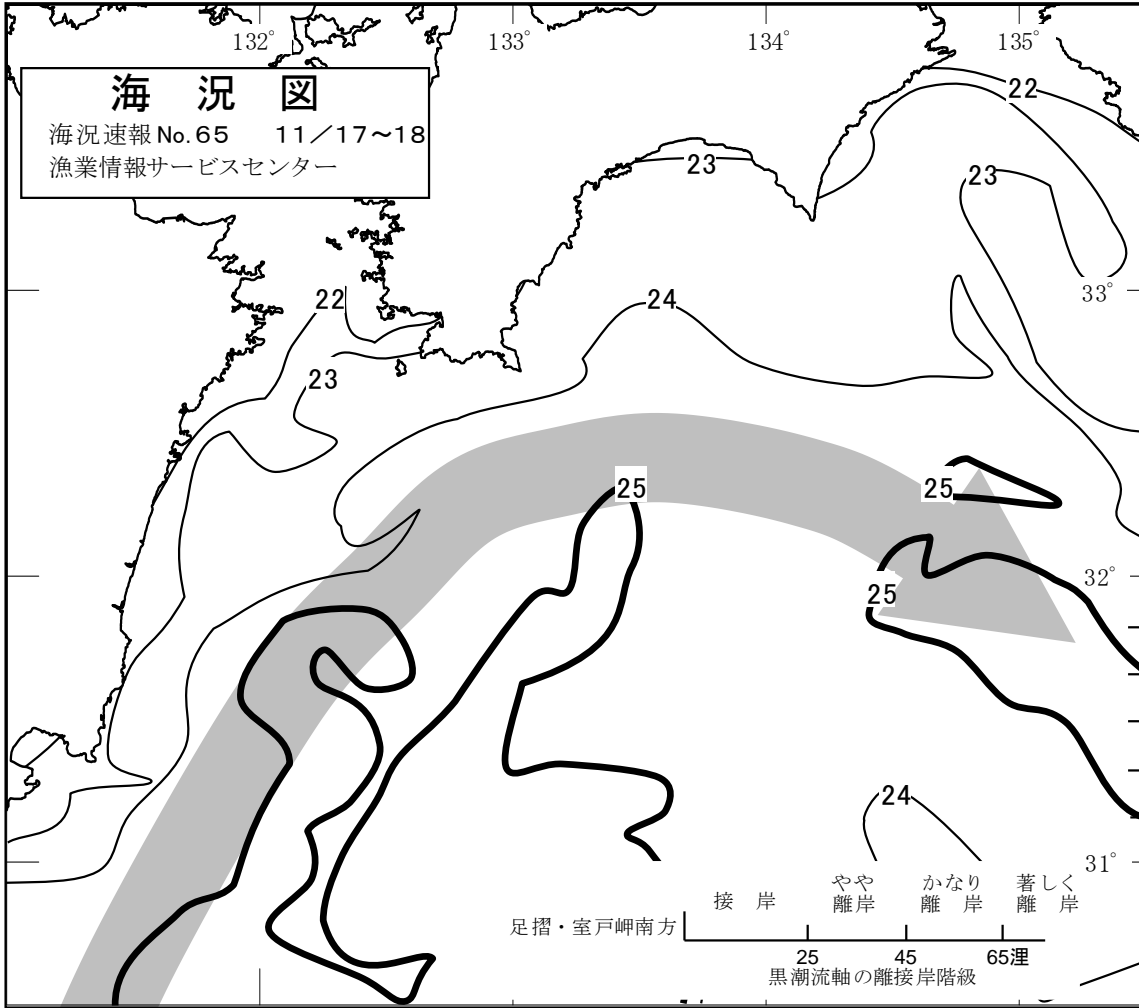 132° 133° 134° 135°
海 況 図
海況速報No.65 11/17~18
漁業情報サービスセンター
22
23
23
33°
22
24
23
25
25
32°
25
24
31°
接 岸 やや離岸 かなり離 岸 著しく離 岸
足摺・室戸岬南方
25 45 65浬
黒潮流軸の離接岸階級